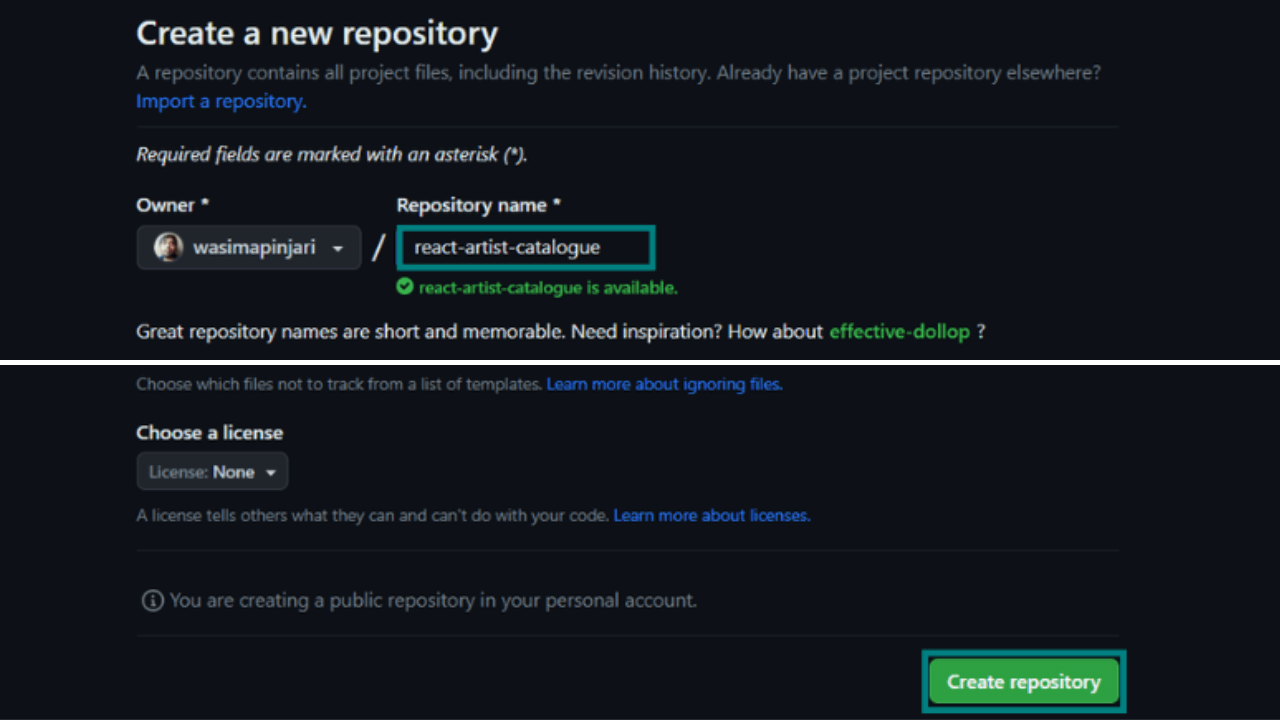 Create a new repository
A repository contains all project files, including the revision history. Already have a project repository elsewhere?
Import a repository.
Required fields are marked with an asterisk (*).
Owner * Repository name *
wasimapinjari / react-artist-catalogue
react-artist-catalogue is available.
Great repository names are short and memorable. Need inspiration? How about effective-dollop ?
Choose which files not to track from a list of templates. Learn more about ignoring files.
Choose a license
License: None
A license tells others what they can and can't do with your code. Learn more about licenses.
You are creating a public repository in your personal account.
Create repository